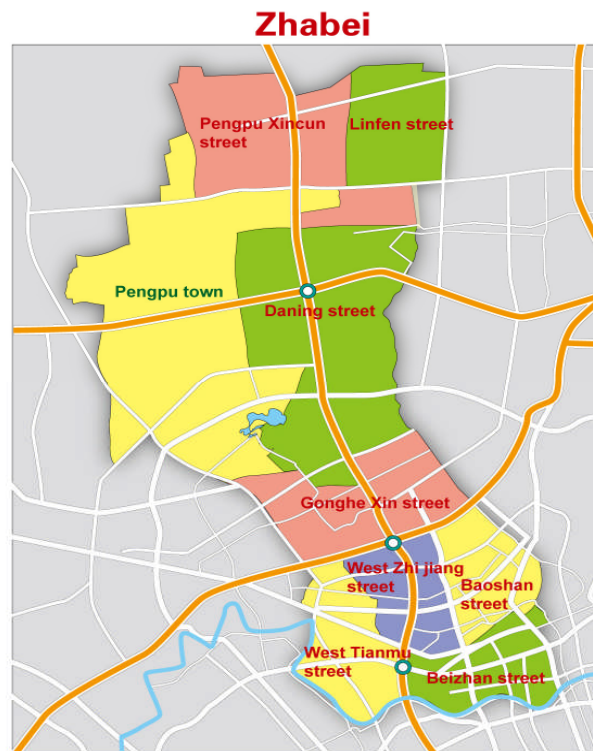 Zhabei
Pengpu Xincun
street
Linfen street
Pengpu town
Daning street
Gonghe Xin street
West Zhi jiang
street
Baoshan
street
West Tianmu
street
Beizhan street